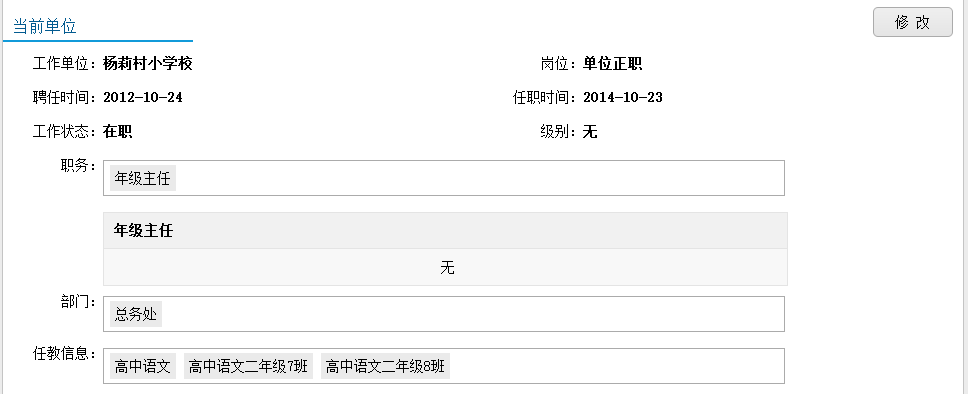 当前单位
修 改
工作单位：杨莉村小学校 岗位：单位正职
聘任时间：2012-10-24 任职时间：2014-10-23
工作状态：在职 级别：无
职务：年级主任
年级主任
无
部门：总务处
任教信息：高中语文 高中语文二年级7班 高中语文二年级8班